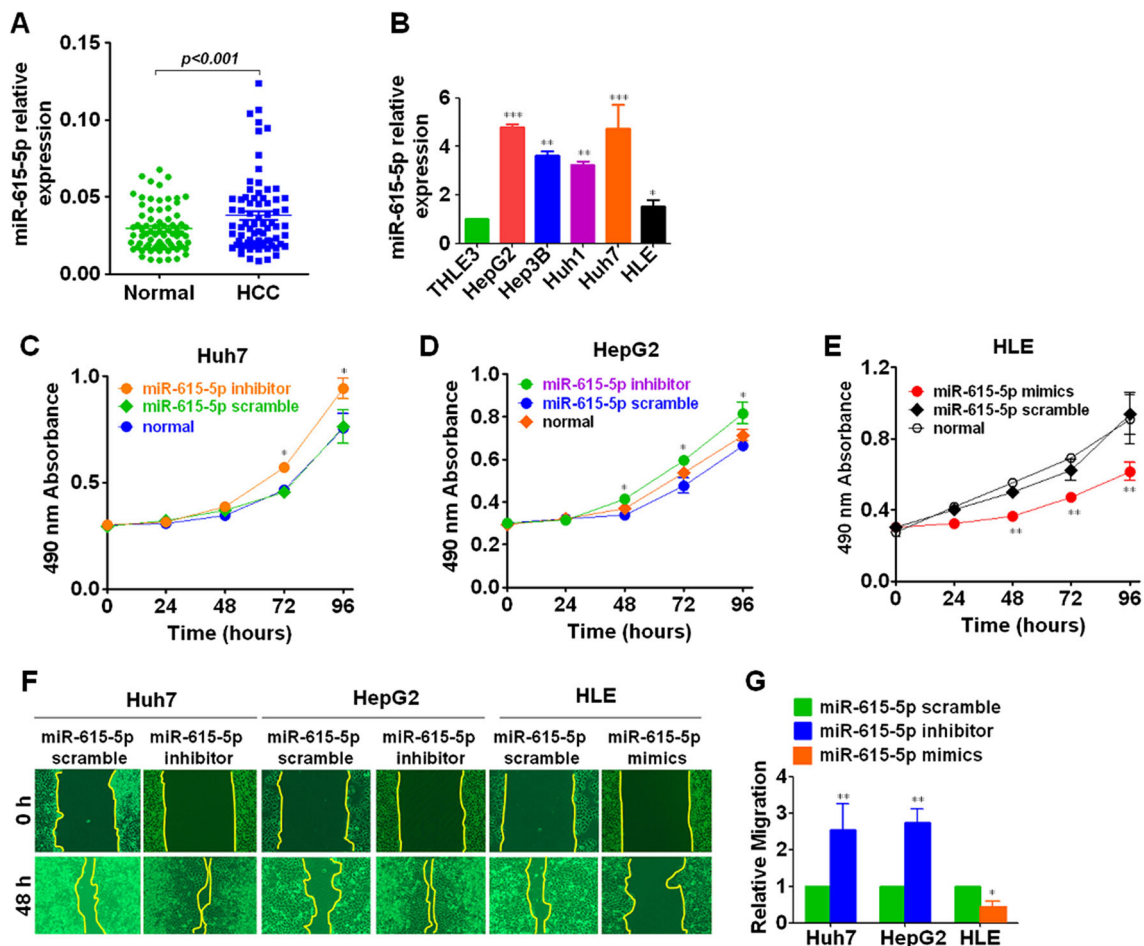 A
miR-615-5p relative
expression
0.15
0.10
0.05
0.00
p<0.001
Normal HCC
B
miR-615-5p relative
expression
6
4
2
0
*** ** ** *** *
THLE3 HepG2 Hep3B Huh1 Huh7 HLE
C
Huh7
490 nm Absorbance
1.0
0.5
0.0
miR-615-5p inhibitor
miR-615-5p scramble
normal
* *
0 24 48 72 96
Time (hours)
D
HepG2
490 nm Absorbance
1.0
0.8
0.6
0.4
0.2
0.0
miR-615-5p inhibitor
miR-615-5p scramble
normal
* * *
0 24 48 72 96
Time (hours)
E
HLE
490 nm Absorbance
1.2
0.8
0.4
0.0
miR-615-5p mimics
miR-615-5p scramble
normal
** ** **
0 24 48 72 96
Time (hours)
F
Huh7 HepG2 HLE
miR-615-5p miR-615-5p miR-615-5p miR-615-5p miR-615-5p miR-615-5p
scramble inhibitor scramble inhibitor scramble mimics
0 h
48 h
G
miR-615-5p scramble
miR-615-5p inhibitor
miR-615-5p mimics
Relative Migration
4
3
2
1
0
** ** *
Huh7 HepG2 HLE